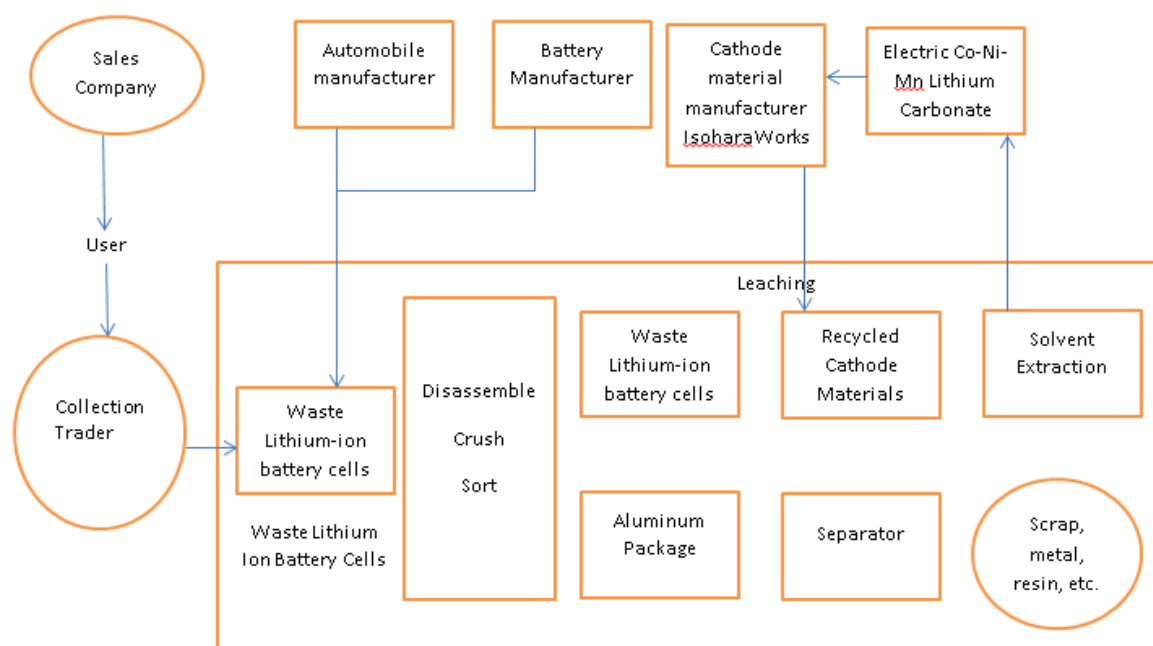 Sales
Company
Automobile
manufacturer
Battery
Manufacturer
Cathode
material
manufacturer
IsoharaWorks
Electric Co-Ni-
Mn Lithium
Carbonate
User
Leaching
Collection
Trader
Waste
Lithium-ion
battery cells
Waste Lithium
Ion Battery Cells
Disassemble
Crush
Sort
Waste
Lithium-ion
battery cells
Recycled
Cathode
Materials
Solvent
Extraction
Aluminum
Package
Separator
Scrap,
metal,
resin, etc.